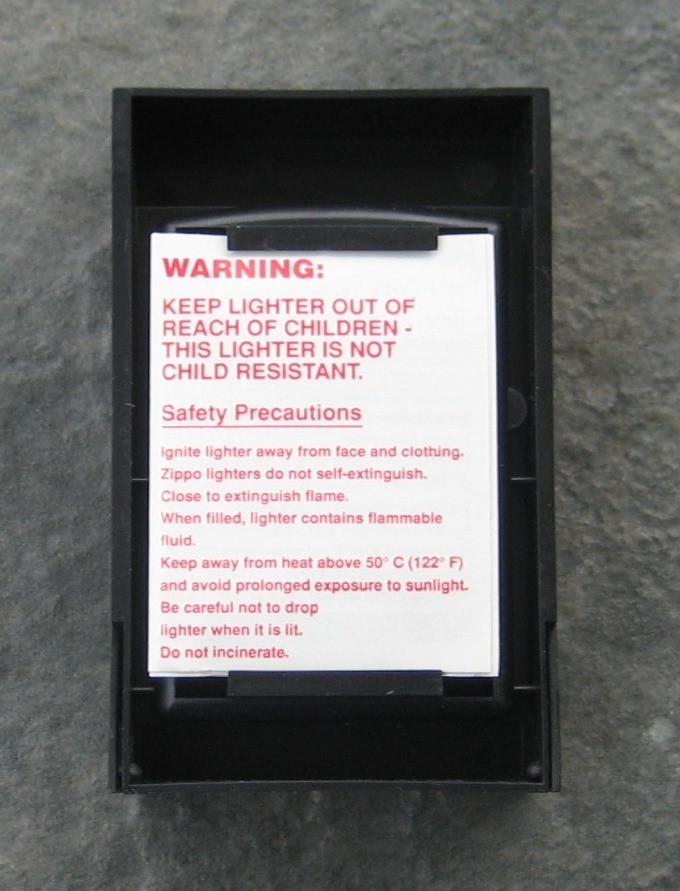 WARNING:
KEEP LIGHTER OUT OF
REACH OF CHILDREN -
THIS LIGHTER IS NOT
CHILD RESISTANT.
Safety Precautions
Ignite lighter away from face and clothing.
Zippo lighters do not self-extinguish.
Close to extinguish flame.
When filled, lighter contains flammable
fluid.
Keep away from heat above 50° C (122° F)
and avoid prolonged exposure to sunlight.
Be careful not to drop
lighter when it is lit.
Do not incinerate.